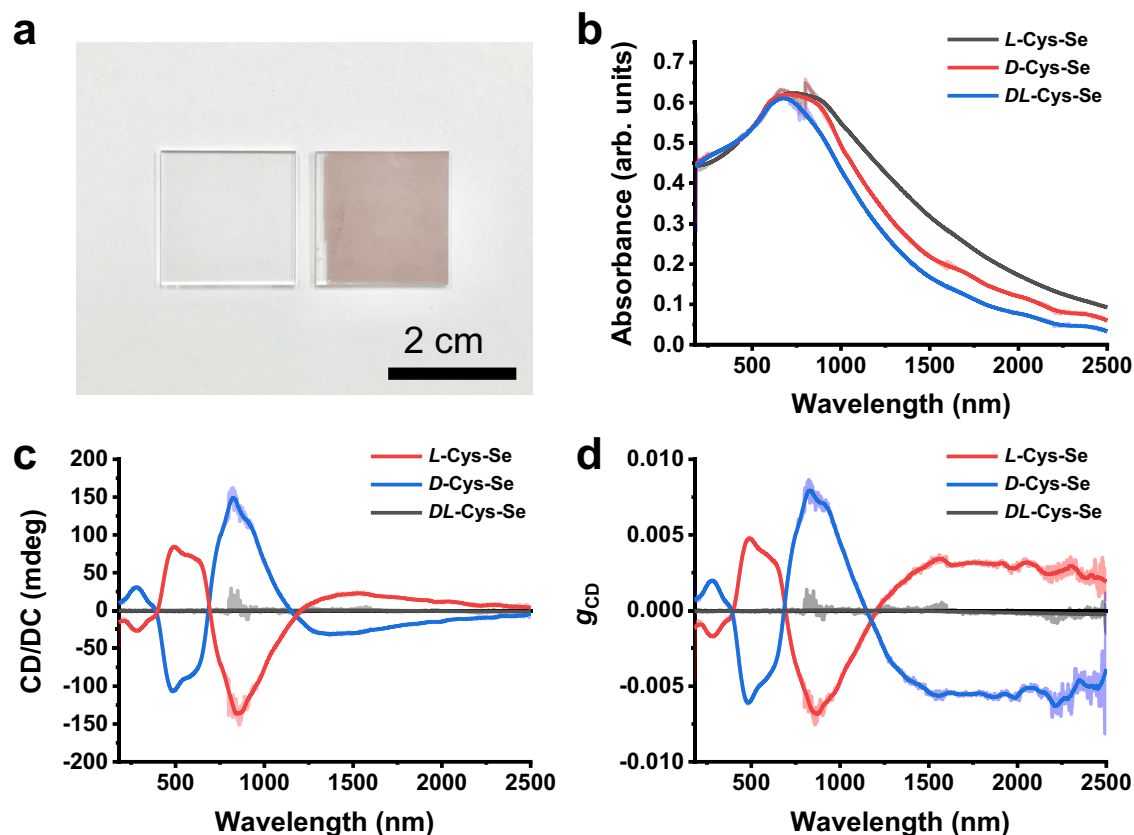 a
2 cm
b
Absorbance (arb. units)
0.7
0.6
0.5
0.4
0.3
0.2
0.1
0.0
L-Cys-Se
D-Cys-Se
DL-Cys-Se
500 1000 1500 2000 2500
Wavelength (nm)
c
CD/DC (mdeg)
200
150
100
50
0
-50
-100
-150
-200
L-Cys-Se
D-Cys-Se
DL-Cys-Se
500 1000 1500 2000 2500
Wavelength (nm)
d
gCD
0.010
0.005
0.000
-0.005
-0.010
L-Cys-Se
D-Cys-Se
DL-Cys-Se
500 1000 1500 2000 2500
Wavelength (nm)